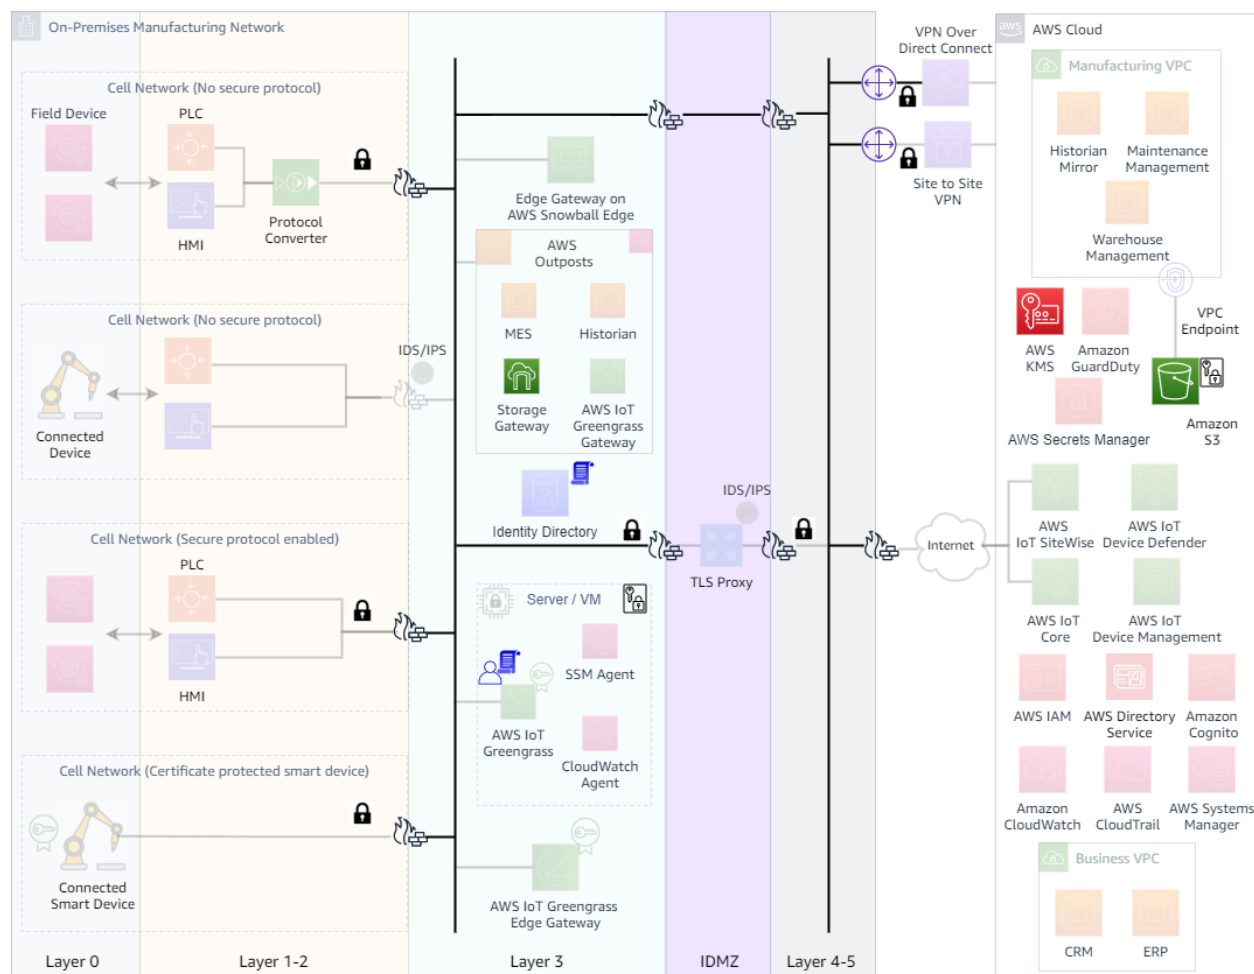 On-Premises Manufacturing Network
Cell Network (No secure protocol)
Field Device
PLC
HMI
Protocol
Converter
Cell Network (No secure protocol)
Connected
Device
IDS/IPS
Cell Network (Secure protocol enabled)
PLC
HMI
Cell Network (Certificate protected smart device)
Connected
Smart Device
Edge Gateway on
AWS Snowball Edge
AWS
Outposts
MES
Historian
Storage
Gateway
AWS IoT
Greengrass
Gateway
Identity Directory
Server / VM
SSM Agent
AWS IoT
Greengrass
CloudWatch
Agent
AWS IoT Greengrass
Edge Gateway
IDS/IPS
TLS Proxy
Layer 0
Layer 1-2
Layer 3
IDMZ
Layer 4-5
VPN Over
Direct Connect
Site to Site
VPN
Internet
aws
AWS Cloud
Manufacturing VPC
Historian
Mirror
Maintenance
Management
Warehouse
Management
VPC
Endpoint
AWS
KMS
Amazon
GuardDuty
Amazon
S3
AWS Secrets Manager
AWS
IoT SiteWise
AWS IoT
Device Defender
AWS IoT
Core
AWS IoT
Device Management
AWS IAM
AWS Directory
Service
Amazon
Cognito
Amazon
CloudWatch
AWS
CloudTrail
AWS Systems
Manager
Business VPC
CRM
ERP